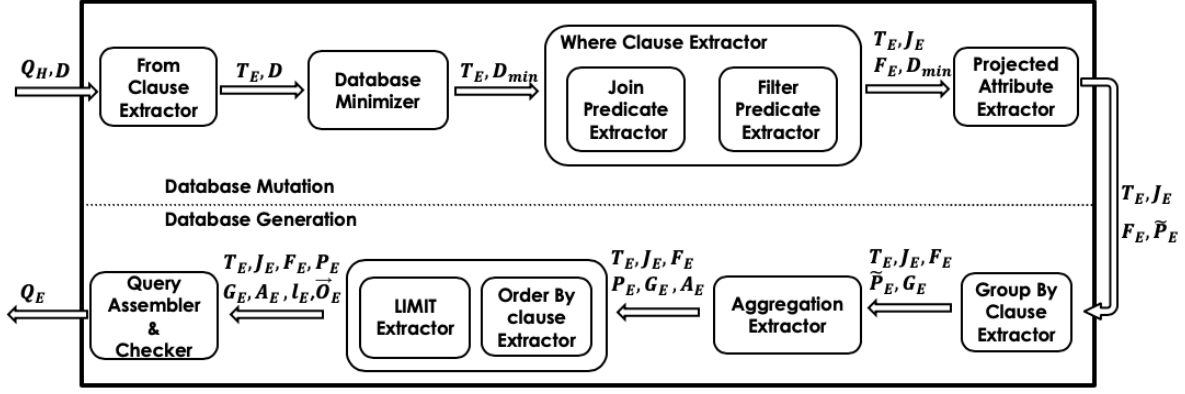 Q_H, D
From
Clause
Extractor
T_E, D
Database
Minimizer
T_E, D_min
Where Clause Extractor
Join
Predicate
Extractor
Filter
Predicate
Extractor
T_E, J_E
F_E, D_min
Projected
Attribute
Extractor
Database Mutation
Database Generation
T_E, J_E
F_E, P̃_E
Group By
Clause
Extractor
T_E, J_E, F_E
P̃_E, G_E
Aggregation
Extractor
T_E, J_E, F_E
P_E, G_E, A_E
Order By
clause
Extractor
LIMIT
Extractor
T_E, J_E, F_E, P_E
G_E, A_E, l_E, O⃗_E
Query
Assembler
&
Checker
Q_E